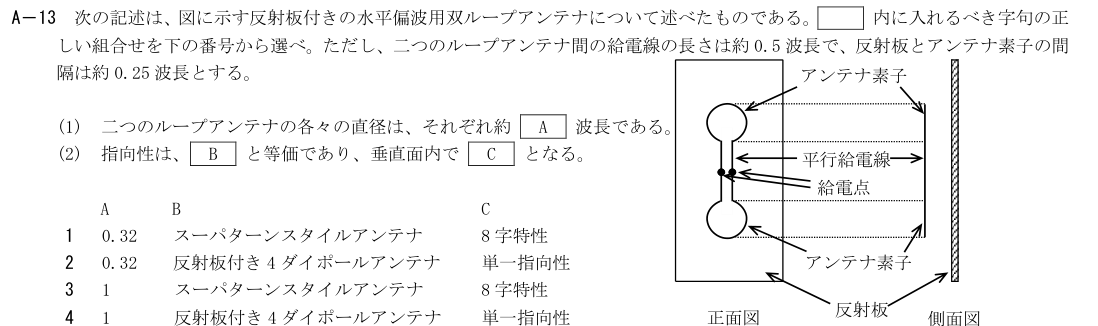 A－13 次の記述は、図に示す反射板付きの水平偏波用双ループアンテナについて述べたものである。 内に入れるべき字句の正
しい組合せを下の番号から選べ。ただし、二つのループアンテナ間の給電線の長さは約 0.5 波長で、反射板とアンテナ素子の間
隔は約 0.25 波長とする。
(1) 二つのループアンテナの各々の直径は、それぞれ約 A 波長である。
(2) 指向性は、 B と等価であり、垂直面内で C となる。
A B C
1 0.32 スーパターンスタイルアンテナ 8字特性
2 0.32 反射板付き4ダイポールアンテナ 単一指向性
3 1 スーパターンスタイルアンテナ 8字特性
4 1 反射板付き4ダイポールアンテナ 単一指向性
アンテナ素子
平行給電線
給電点
アンテナ素子
反射板
正面図
側面図